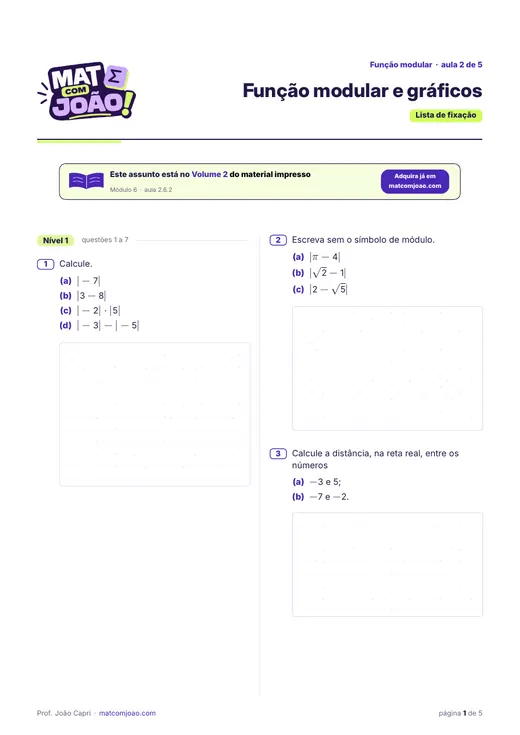 MAT Σ
COM
JOÃO!
Função modular · aula 2 de 5
Função modular e gráficos
Lista de fixação
Este assunto está no Volume 2 do material impresso
Módulo 6 · aula 2.6.2
Adquira já em
matcomjoao.com
Nível 1 questões 1 a 7
1 Calcule.
(a) |−7|
(b) |3 − 8|
(c) |−2| · |5|
(d) |−3| − |−5|
2 Escreva sem o símbolo de módulo.
(a) |π − 4|
(b) |√2 − 1|
(c) |2 − √5|
3 Calcule a distância, na reta real, entre os
números
(a) −3 e 5;
(b) −7 e −2.
Prof. João Capri · matcomjoao.com
página 1 de 5